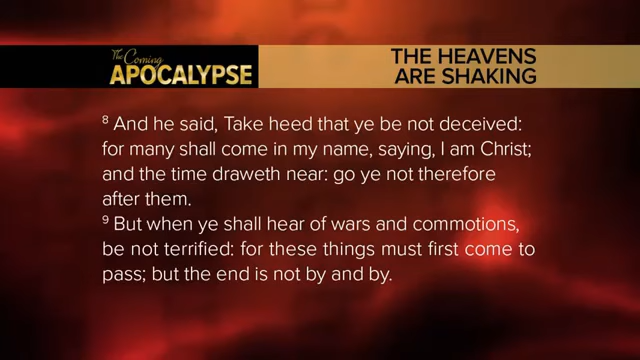 The Coming
APOCALYPSE
THE HEAVENS
ARE SHAKING
⁸ And he said, Take heed that ye be not deceived:
for many shall come in my name, saying, I am Christ;
and the time draweth near: go ye not therefore
after them.
⁹ But when ye shall hear of wars and commotions,
be not terrified: for these things must first come to
pass; but the end is not by and by.